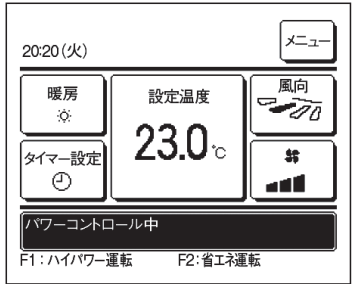 20:20(火)
メニュー
暖房
設定温度
風向
23.0℃
タイマー設定
パワーコントロール中
F1:ハイパワー運転 F2:省エネ運転